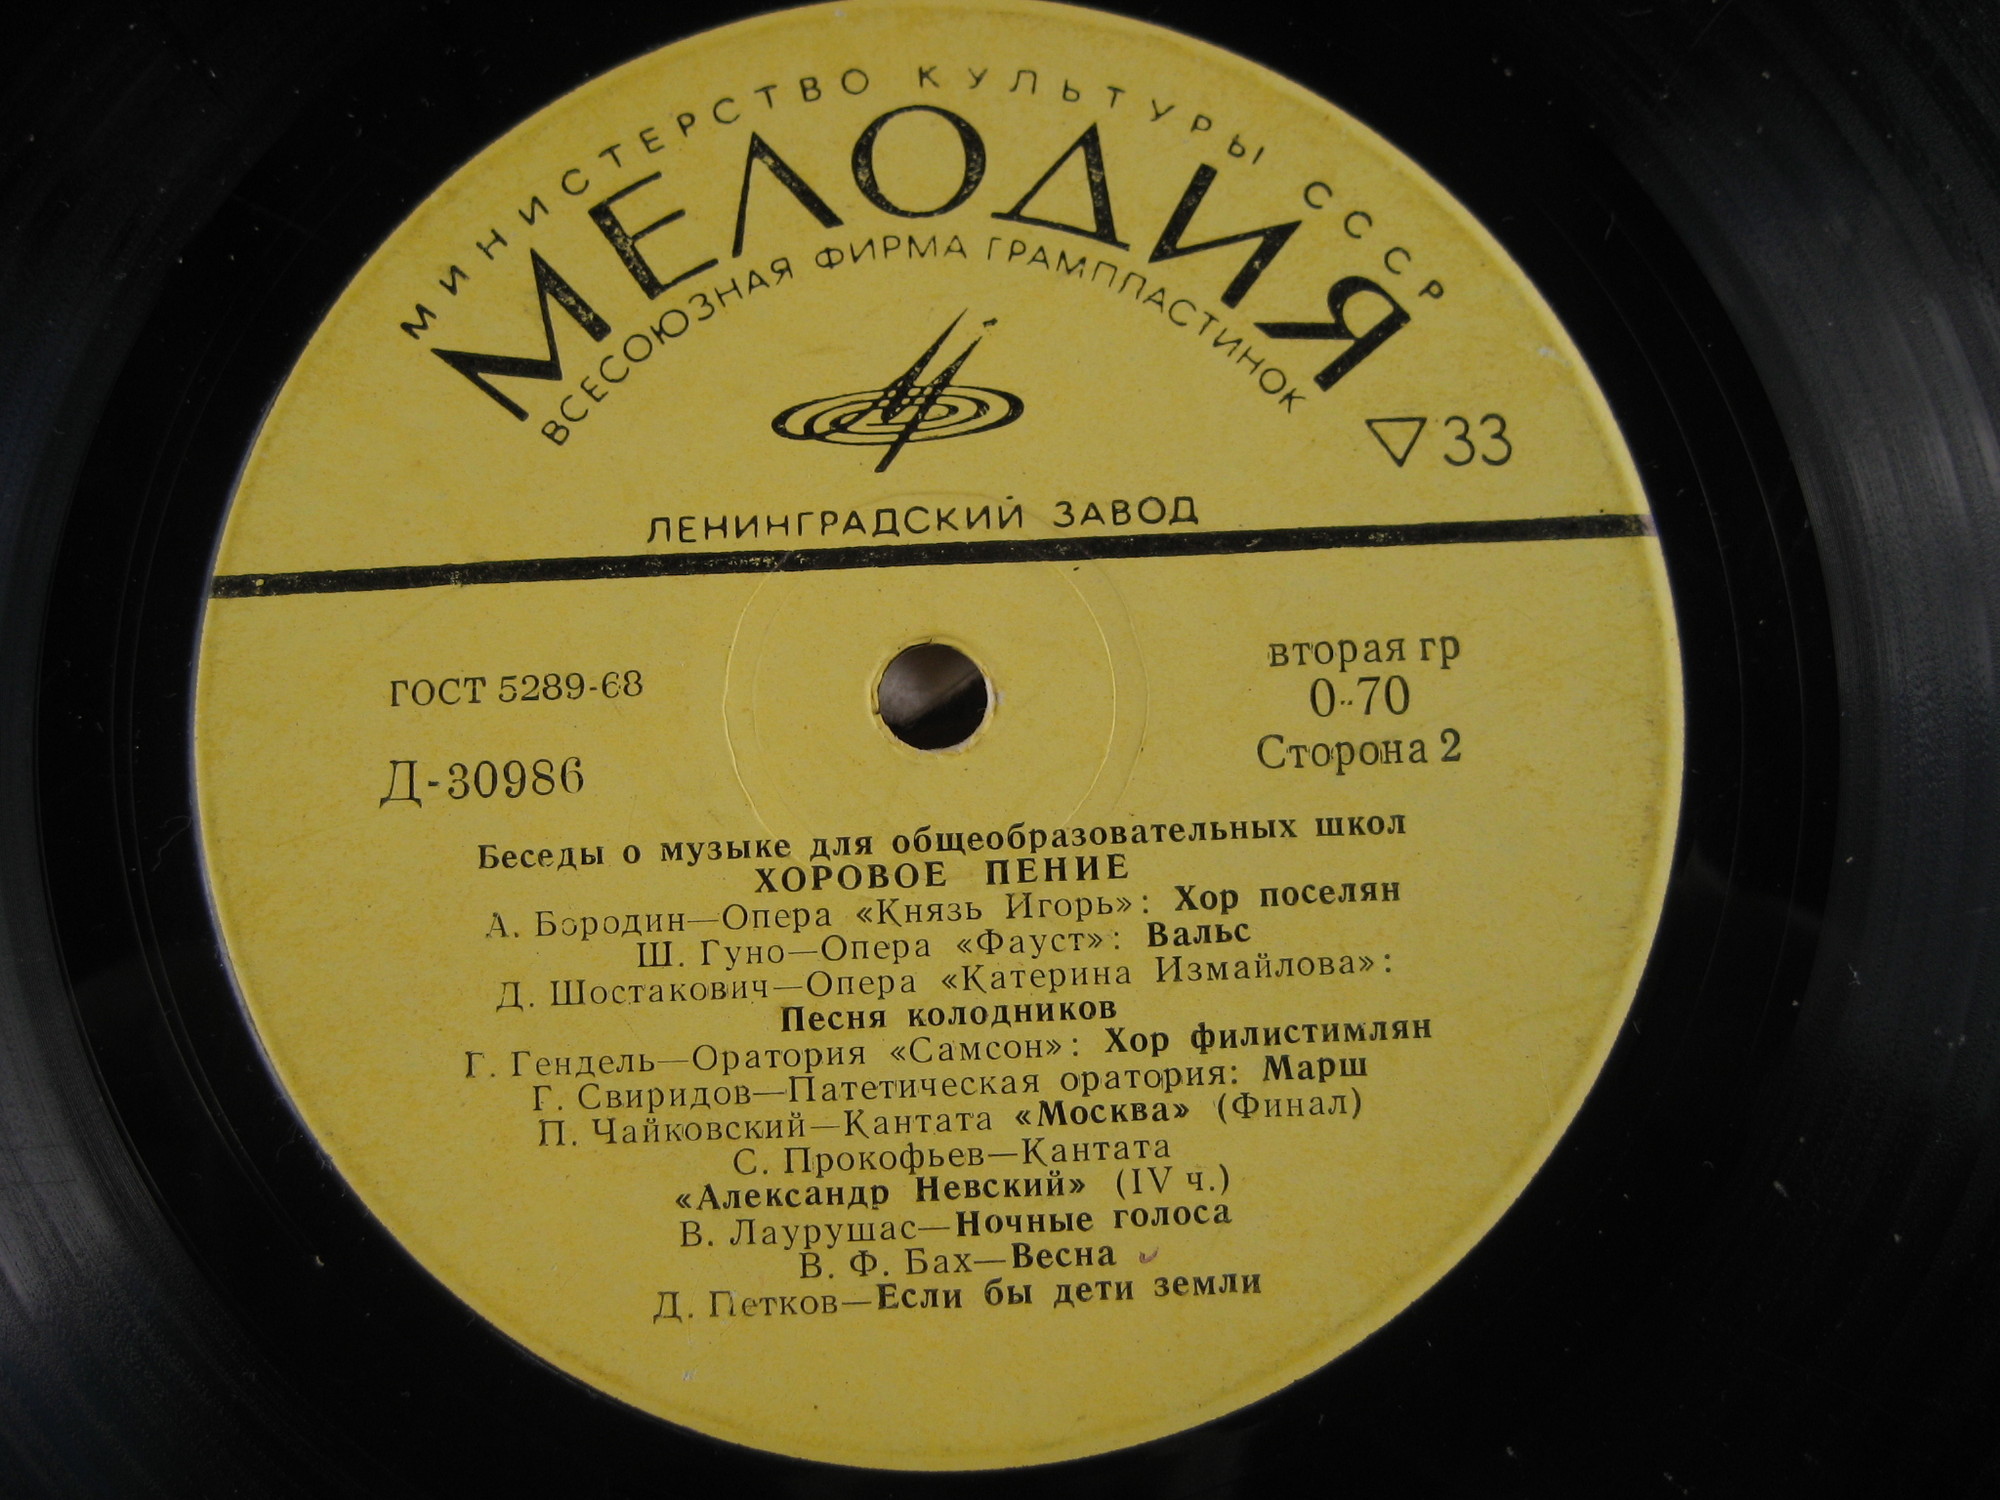 МИНИСТЕРСТВО КУЛЬТУРЫ СССР
МЕЛОДИЯ
ВСЕСОЮЗНАЯ ФИРМА ГРАМПЛАСТИНОК
33
ЛЕНИНГРАДСКИЙ ЗАВОД
ГОСТ 5289-68
Д-30986
вторая гр
0-70
Сторона 2
Беседы о музыке для общеобразовательных школ
ХОРОВОЕ ПЕНИЕ
А. Бородин—Опера «Князь Игорь»: Хор поселян
Ш. Гуно—Опера «Фауст»: Вальс
Д. Шостакович—Опера «Катерина Измайлова»:
Песня колодников
Г. Гендель—Оратория «Самсон»: Хор филистимлян
Г. Свиридов—Патетическая оратория: Марш
П. Чайковский—Кантата «Москва» (Финал)
С. Прокофьев—Кантата
«Александр Невский» (IV ч.)
В. Лаурушас—Ночные голоса
В. Ф. Бах—Весна
Д. Петков—Если бы дети земли